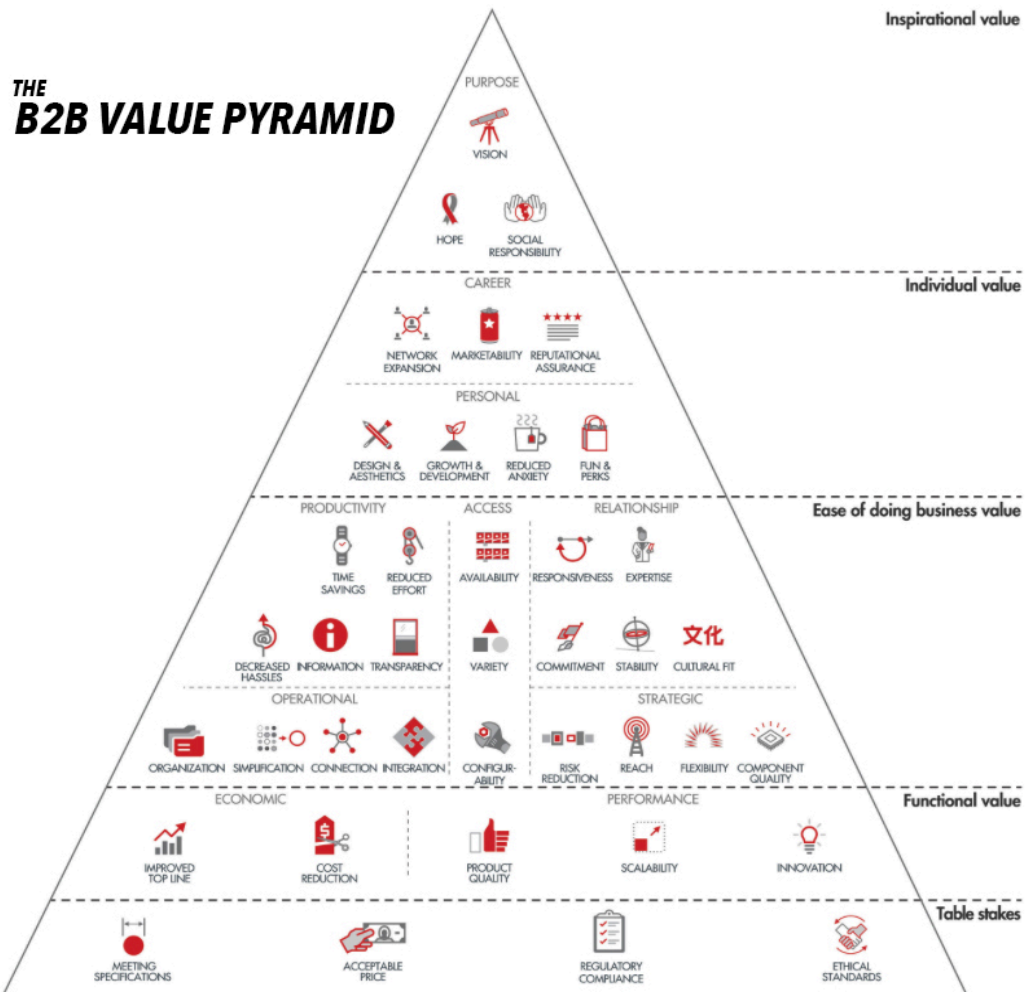 THE
B2B VALUE PYRAMID
Inspirational value
PURPOSE
VISION
HOPE
SOCIAL
RESPONSIBILITY
Individual value
CAREER
NETWORK
EXPANSION
MARKETABILITY
REPUTATIONAL
ASSURANCE
PERSONAL
DESIGN &
AESTHETICS
GROWTH &
DEVELOPMENT
REDUCED
ANXIETY
FUN &
PERKS
Ease of doing business value
PRODUCTIVITY
TIME
SAVINGS
REDUCED
EFFORT
DECREASED
HASSLES
INFORMATION
TRANSPARENCY
ACCESS
AVAILABILITY
VARIETY
CONFIGUR-
ABILITY
RELATIONSHIP
RESPONSIVENESS
EXPERTISE
COMMITMENT
STABILITY
文化
CULTURAL FIT
OPERATIONAL
ORGANIZATION
SIMPLIFICATION
CONNECTION
INTEGRATION
STRATEGIC
RISK
REDUCTION
REACH
FLEXIBILITY
COMPONENT
QUALITY
Functional value
ECONOMIC
IMPROVED
TOP LINE
$
COST
REDUCTION
PERFORMANCE
PRODUCT
QUALITY
SCALABILITY
INNOVATION
Table stakes
MEETING
SPECIFICATIONS
ACCEPTABLE
PRICE
REGULATORY
COMPLIANCE
ETHICAL
STANDARDS